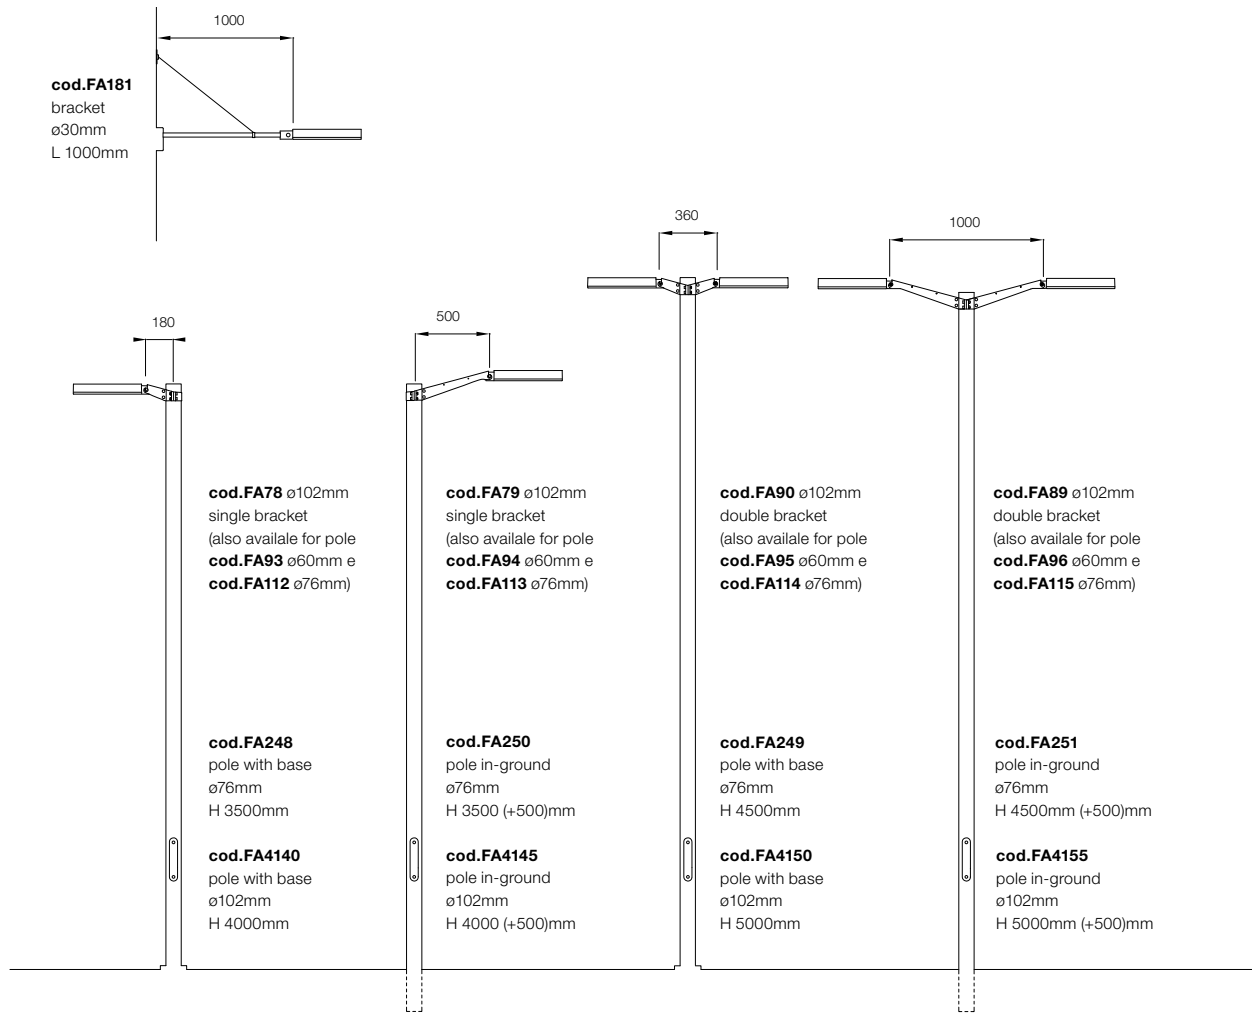 1000
cod.FA181
bracket
ø30mm
L 1000mm
360
1000
180
500
cod.FA78 ø102mm
single bracket
(also availale for pole
cod.FA93 ø60mm e
cod.FA112 ø76mm)
cod.FA79 ø102mm
single bracket
(also availale for pole
cod.FA94 ø60mm e
cod.FA113 ø76mm)
cod.FA90 ø102mm
double bracket
(also availale for pole
cod.FA95 ø60mm e
cod.FA114 ø76mm)
cod.FA89 ø102mm
double bracket
(also availale for pole
cod.FA96 ø60mm e
cod.FA115 ø76mm)
cod.FA248
pole with base
ø76mm
H 3500mm
cod.FA250
pole in-ground
ø76mm
H 3500 (+500)mm
cod.FA249
pole with base
ø76mm
H 4500mm
cod.FA251
pole in-ground
ø76mm
H 4500mm (+500)mm
cod.FA4140
pole with base
ø102mm
H 4000mm
cod.FA4145
pole in-ground
ø102mm
H 4000 (+500)mm
cod.FA4150
pole with base
ø102mm
H 5000mm
cod.FA4155
pole in-ground
ø102mm
H 5000mm (+500)mm